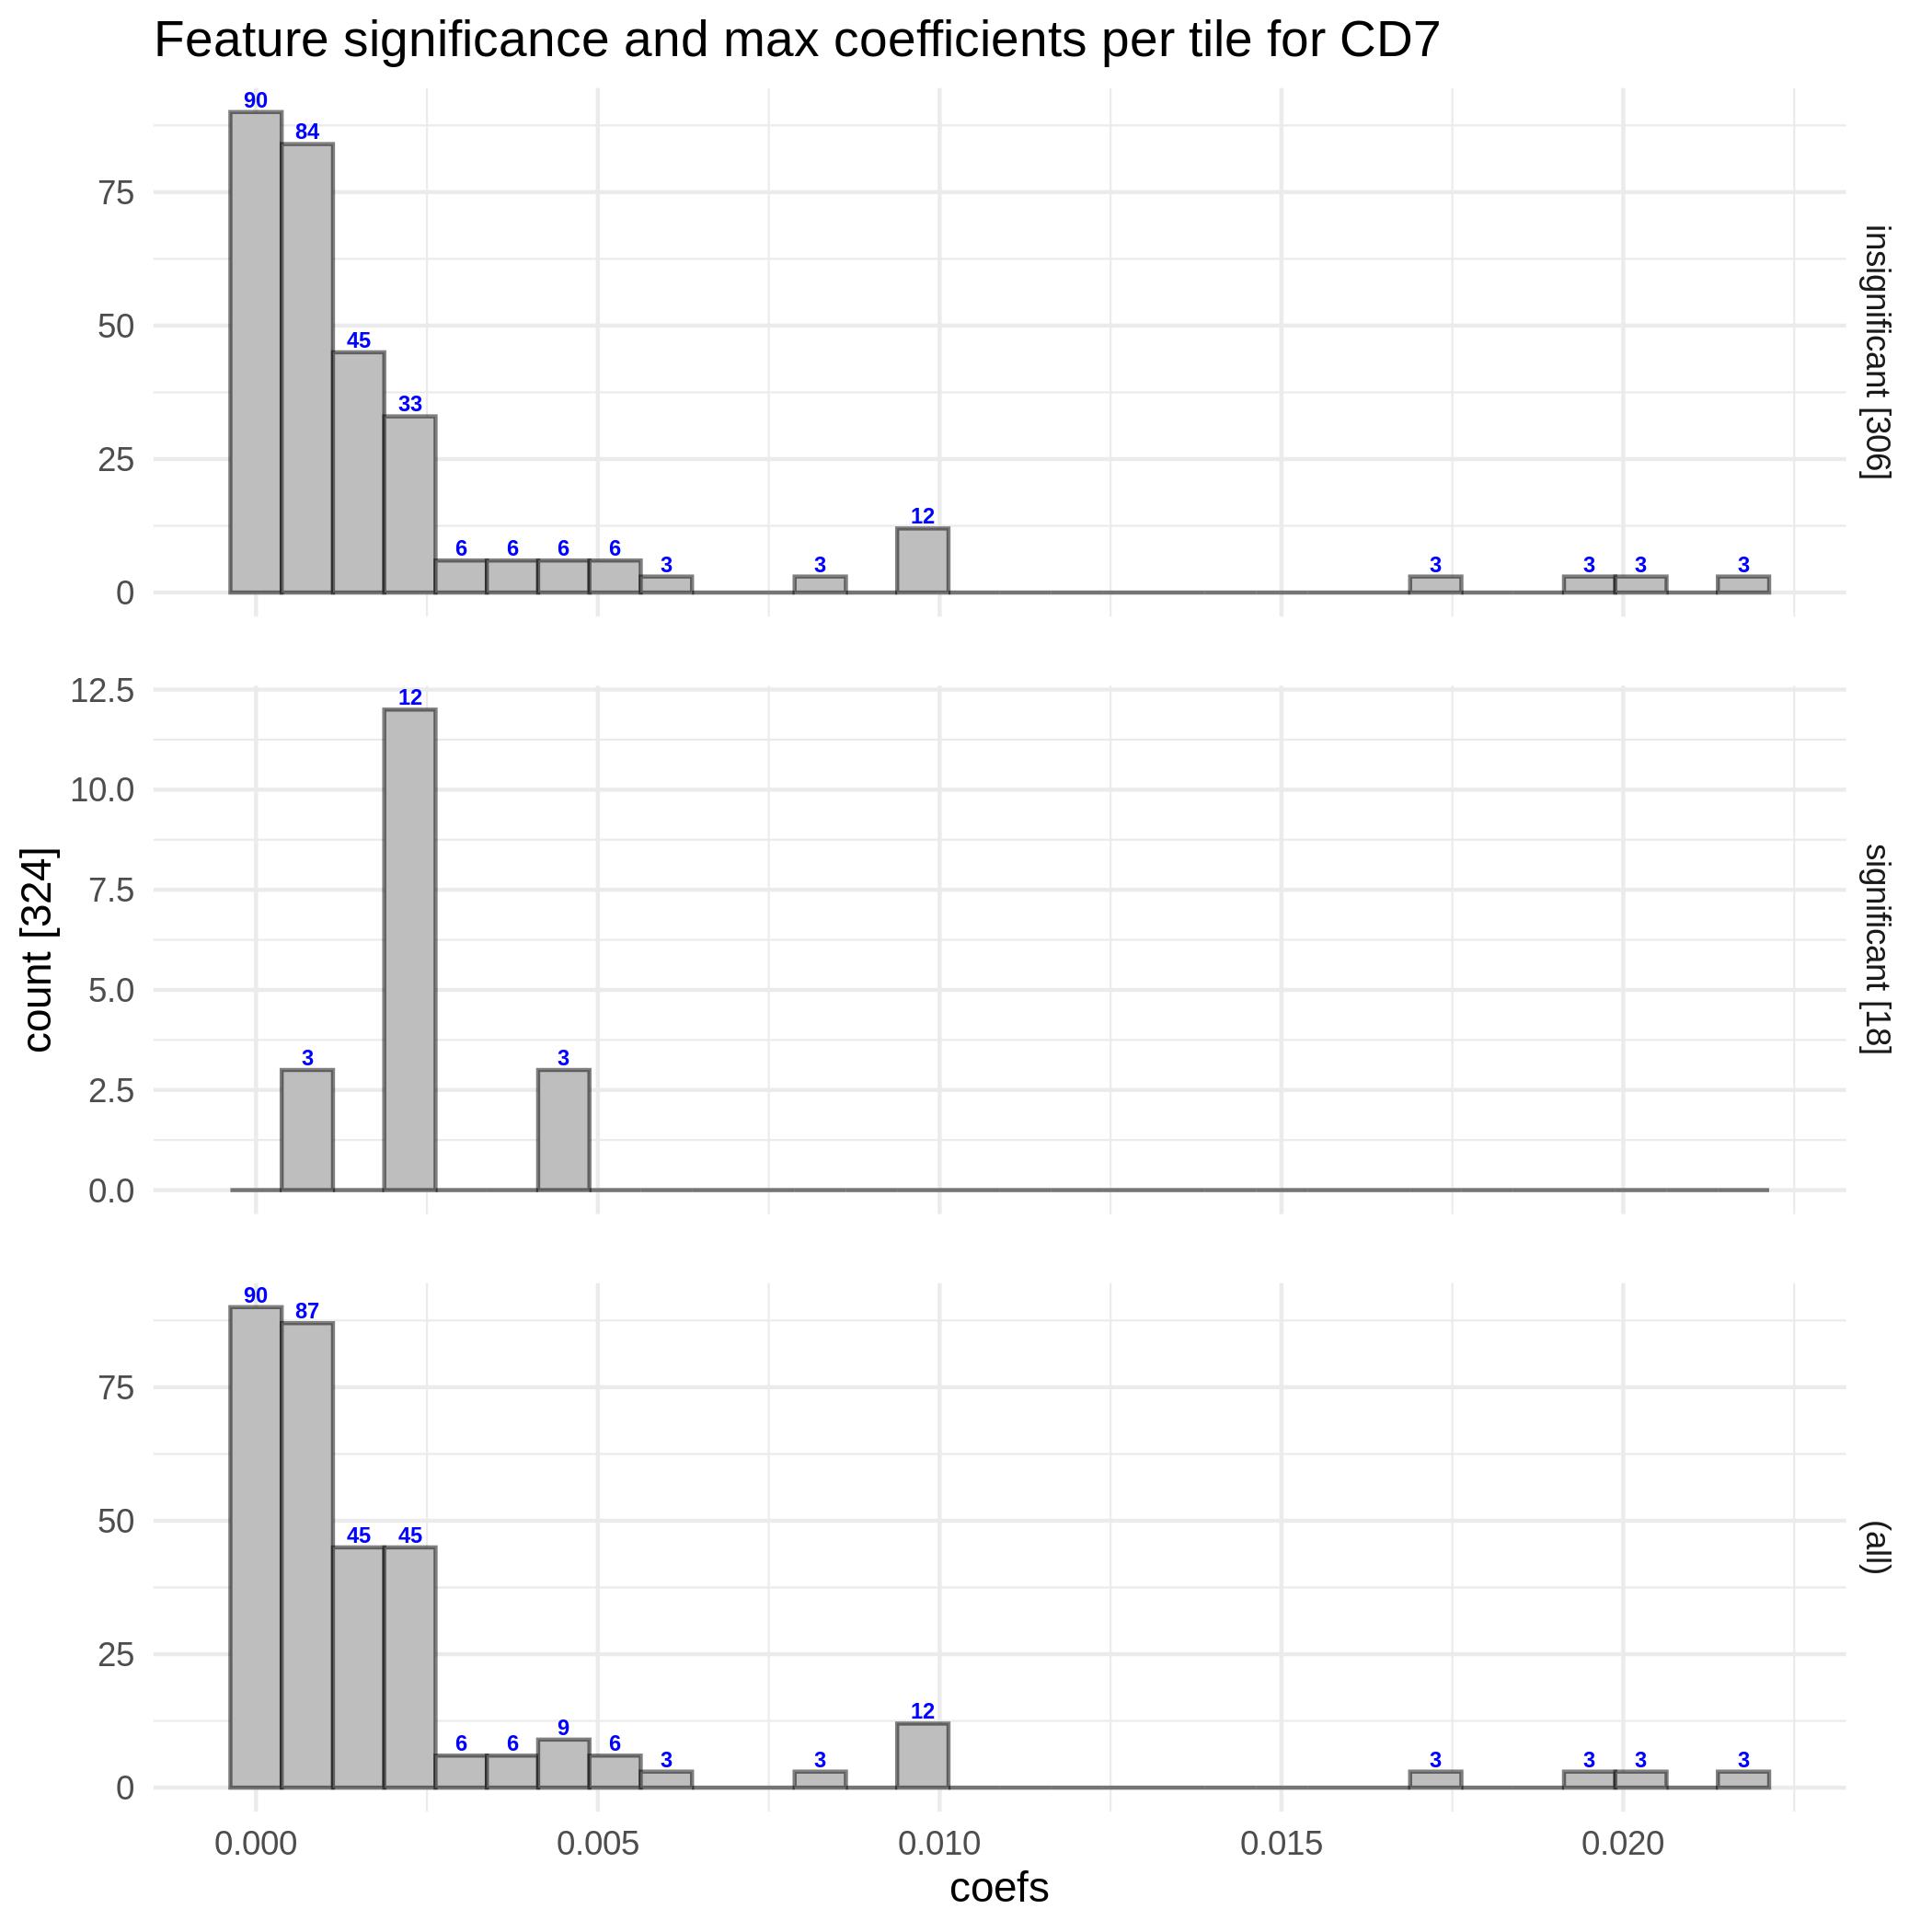 Feature significance and max coefficients per tile for CD7
90
84
45
33
6 6 6 6 3 3 12 3 3 3 3
75
50
25
0
insignificant [306]
count [324]
12.5
10.0
7.5
5.0
2.5
0.0
3 12 3
significant [18]
90
87
45 45
6 6 9 6 3 3 12 3 3 3 3
75
50
25
0
(all)
0.000 0.005 0.010 0.015 0.020
coefs